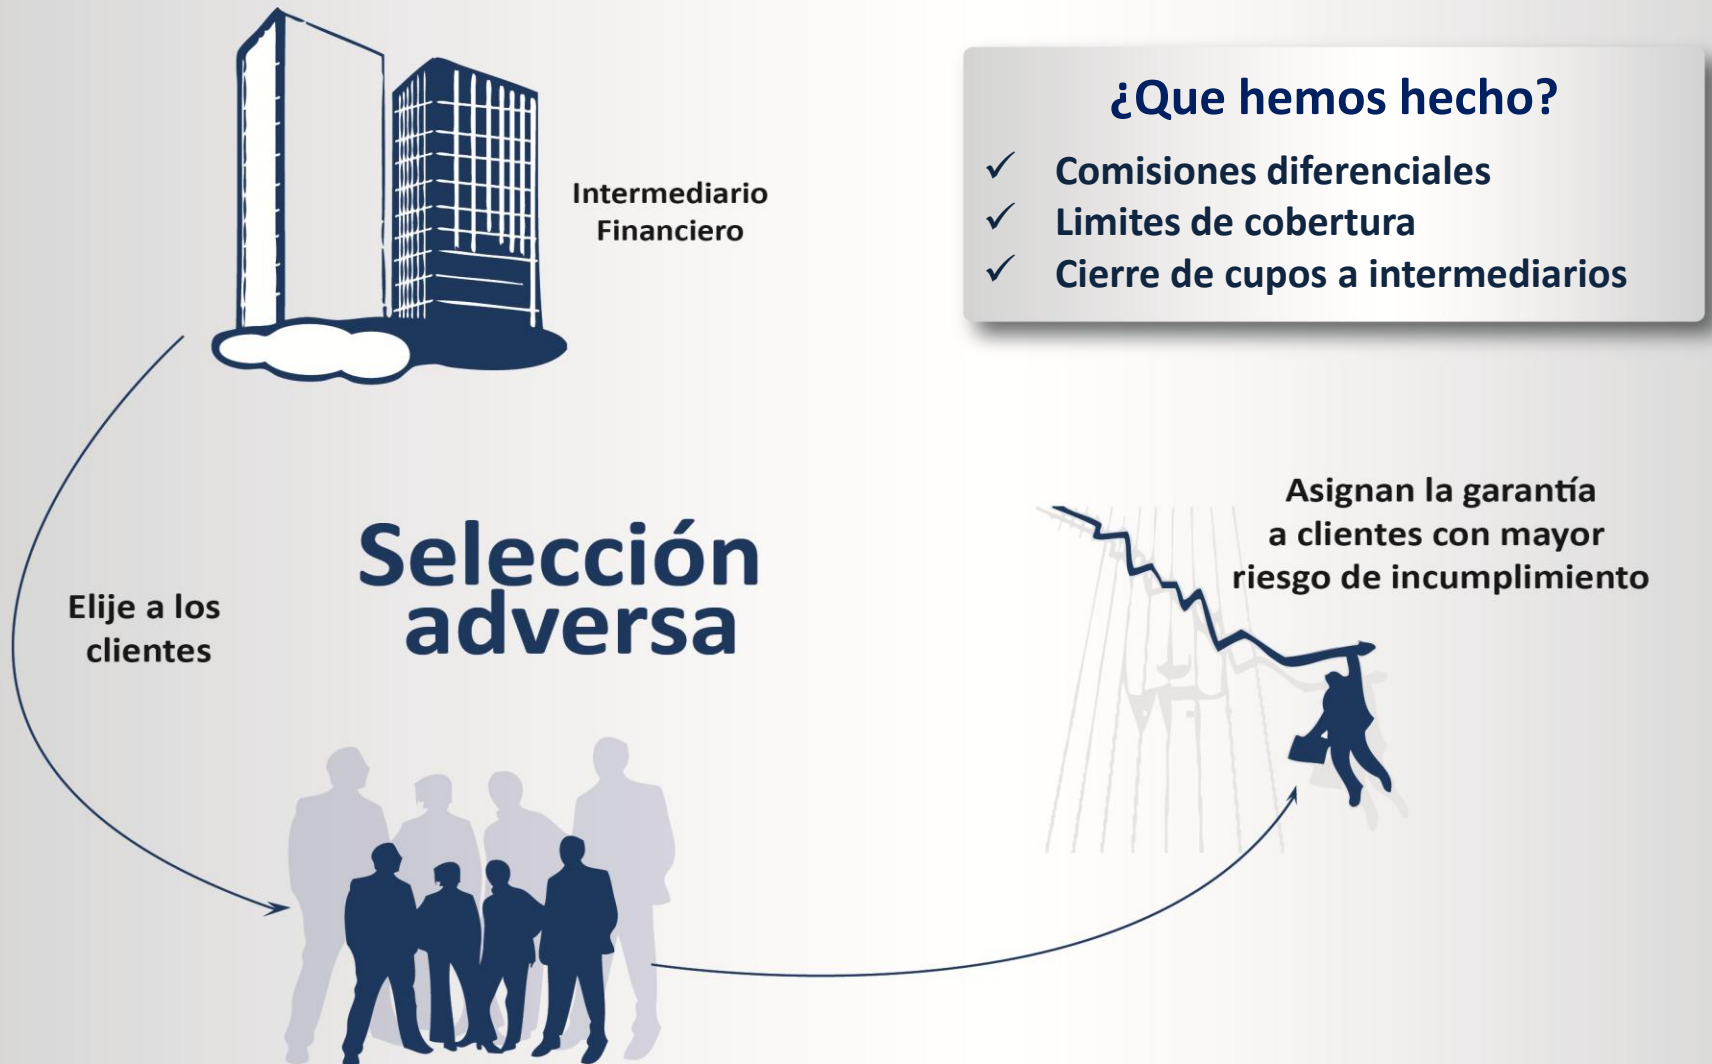 Intermediario
Financiero
¿Que hemos hecho?
✓ Comisiones diferenciales
✓ Limites de cobertura
✓ Cierre de cupos a intermediarios
Elije a los
clientes
Selección
adversa
Asignan la garantía
a clientes con mayor
riesgo de incumplimiento